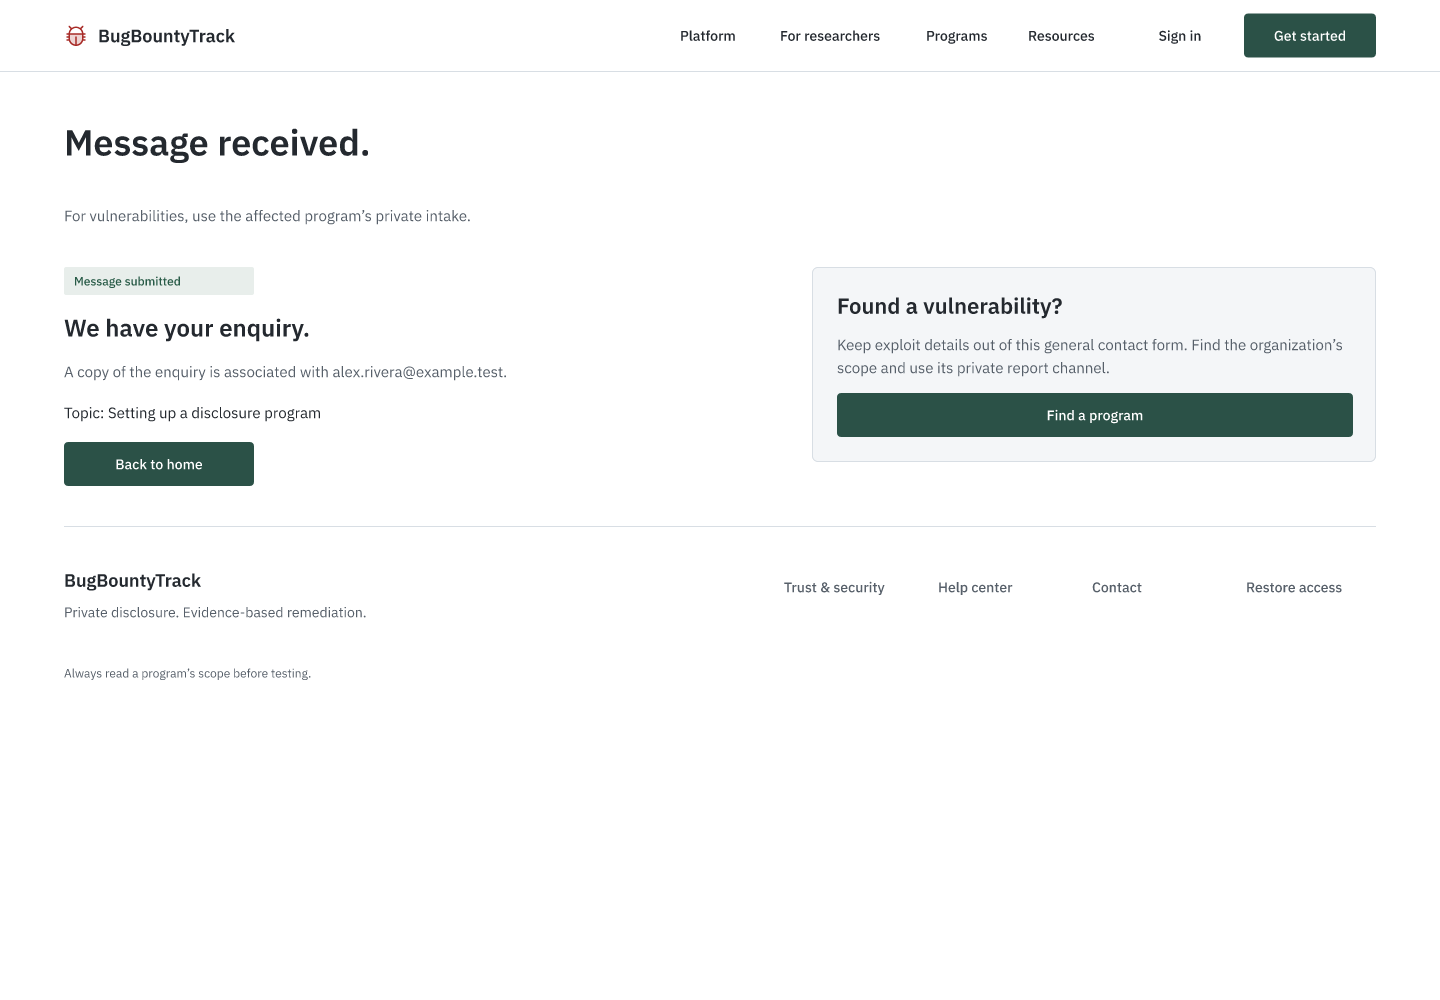 BugBountyTrack
Platform
For researchers
Programs
Resources
Sign in
Get started
Message received.
For vulnerabilities, use the affected program’s private intake.
Message submitted
We have your enquiry.
A copy of the enquiry is associated with alex.rivera@example.test.
Topic: Setting up a disclosure program
Back to home
Found a vulnerability?
Keep exploit details out of this general contact form. Find the organization’s
scope and use its private report channel.
Find a program
BugBountyTrack
Private disclosure. Evidence-based remediation.
Trust & security
Help center
Contact
Restore access
Always read a program’s scope before testing.